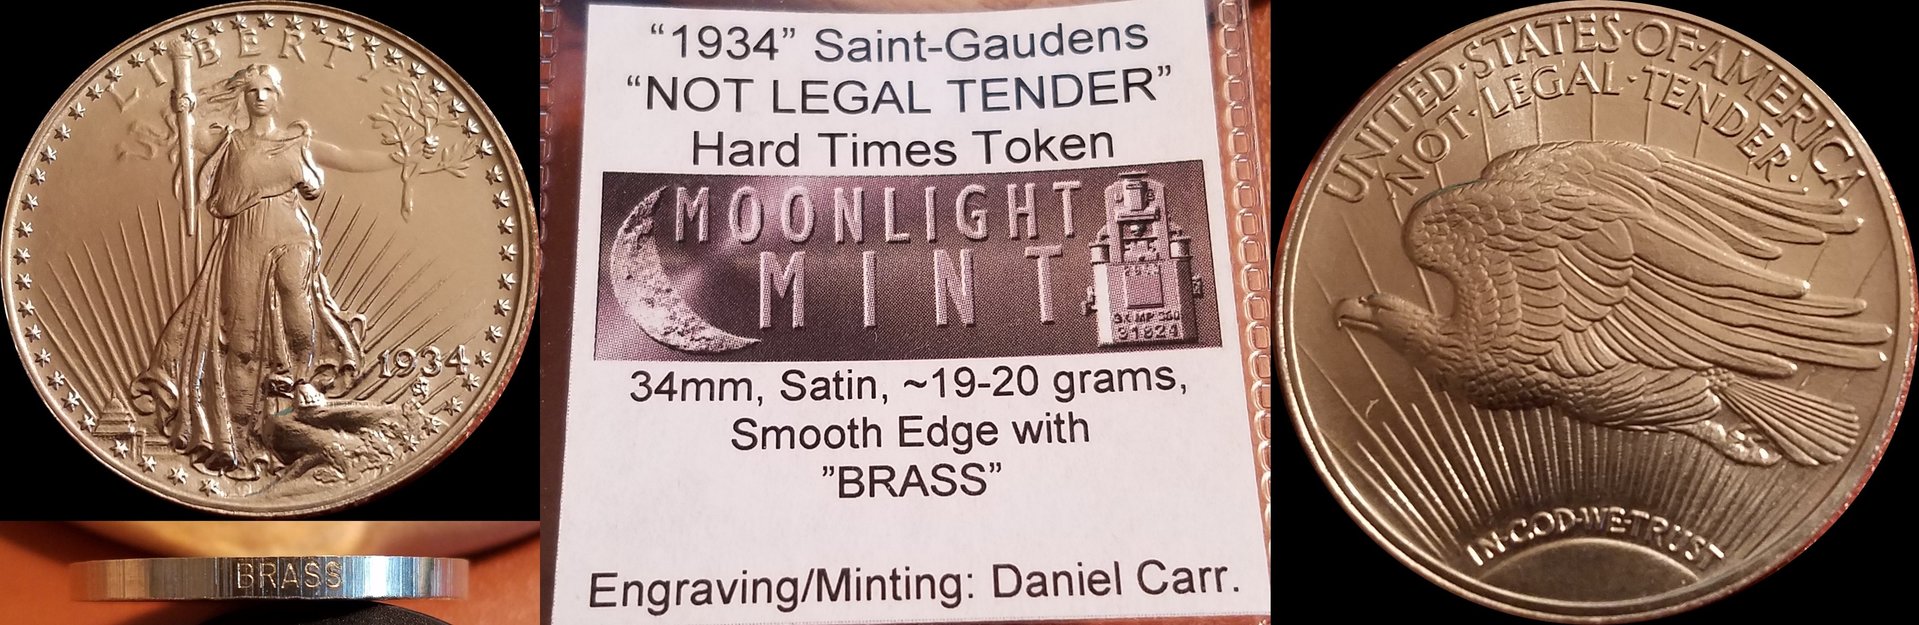 LIBERTY
1934
BRASS
“1934” Saint-Gaudens
“NOT LEGAL TENDER”
Hard Times Token
MOONLIGHT
MINT
31824
34mm, Satin, ~19-20 grams,
Smooth Edge with
”BRASS”
Engraving/Minting: Daniel Carr.
UNITED·STATES·OF·AMERICA
NOT·LEGAL·TENDER.
IN·GOD·WE·TRUST